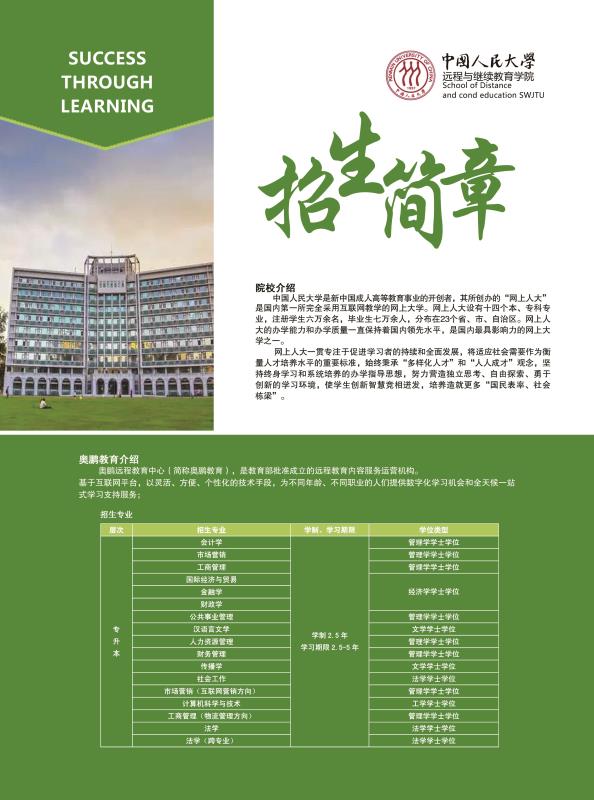 SUCCESS
THROUGH
LEARNING
RENMIN UNIVERSITY OF CHINA
1937
中国人民大学
中國人民大學
远程与继续教育学院
School of Distance
and cond education SWJTU
招生简章
院校介绍
中国人民大学是新中国成人高等教育事业的开创者，其所创办的“网上人大”
是国内第一所完全采用互联网教学的网上大学。网上人大设有十四个本、专科专
业，注册学生六万余名，毕业生七万余人，分布在23个省、市、自治区。网上人
大的办学能力和办学质量一直保持着国内领先水平，是国内最具影响力的网上大
学之一。
网上人大一贯专注于促进学习者的持续和全面发展，将适应社会需要作为衡
量人才培养水平的重要标准，始终秉承“多样化人才”和“人人成才”观念，坚
持终身学习和系统培养的办学指导思想，努力营造独立思考、自由探索、勇于
创新的学习环境，使学生创新智慧竞相迸发，培养造就更多“国民表率、社会
栋梁”。
奥鹏教育介绍
奥鹏远程教育中心（简称奥鹏教育），是教育部批准成立的远程教育内容服务运营机构。
基于互联网平台，以灵活、方便、个性化的技术手段，为不同年龄、不同职业的人们提供数字化学习机会和全天候一站
式学习支持服务；
招生专业
层次 招生专业 学制、学习期限 学位类型
专升本
会计学 管理学学士学位
市场营销 管理学学士学位
工商管理 管理学学士学位
国际经济与贸易
金融学 经济学学士学位
财政学
公共事业管理 管理学学士学位
汉语言文学 文学学士学位
学制2.5年
人力资源管理 管理学学士学位
学习期限2.5-5年
财务管理 管理学学士学位
传播学 文学学士学位
社会工作 法学学士学位
市场营销（互联网营销方向） 管理学学士学位
计算机科学与技术 工学学士学位
工商管理（物流管理方向） 管理学学士学位
法学 法学学士学位
法学（跨专业） 法学学士学位